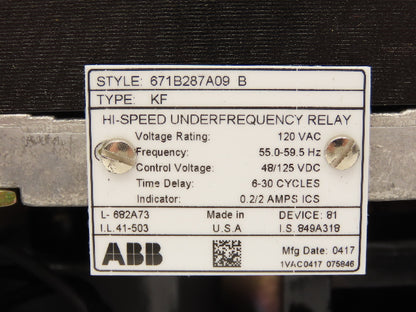 STYLE: 671B287A09 B
TYPE: KF
HI-SPEED UNDERFREQUENCY RELAY
Voltage Rating: 120 VAC
Frequency: 55.0-59.5 Hz
Control Voltage: 48/125 VDC
Time Delay: 6-30 CYCLES
Indicator: 0.2/2 AMPS ICS
L- 682A73 Made in DEVICE: 81
I.L. 41-503 U.S.A I.S. 849A318
ABB Mfg Date: 0417
1VAC0417 075846